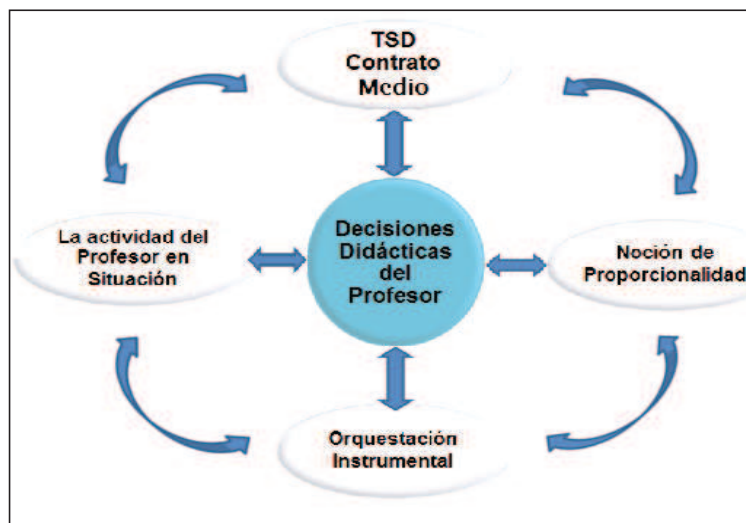 TSD
Contrato
Medio
La actividad del
Profesor en
Situación
Decisiones
Didácticas
del
Profesor
Noción de
Proporcionalidad
Orquestación
Instrumental